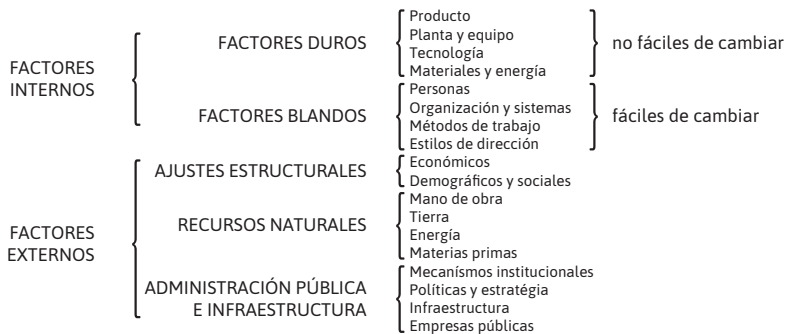 FACTORES
INTERNOS
FACTORES DUROS
Producto
Planta y equipo
Tecnología
Materiales y energía
no fáciles de cambiar
FACTORES BLANDOS
Personas
Organización y sistemas
Métodos de trabajo
Estilos de dirección
fáciles de cambiar
FACTORES
EXTERNOS
AJUSTES ESTRUCTURALES
Económicos
Demográficos y sociales
RECURSOS NATURALES
Mano de obra
Tierra
Energía
Materias primas
ADMINISTRACIÓN PÚBLICA
E INFRAESTRUCTURA
Mecanísmos institucionales
Políticas y estratégia
Infraestructura
Empresas públicas